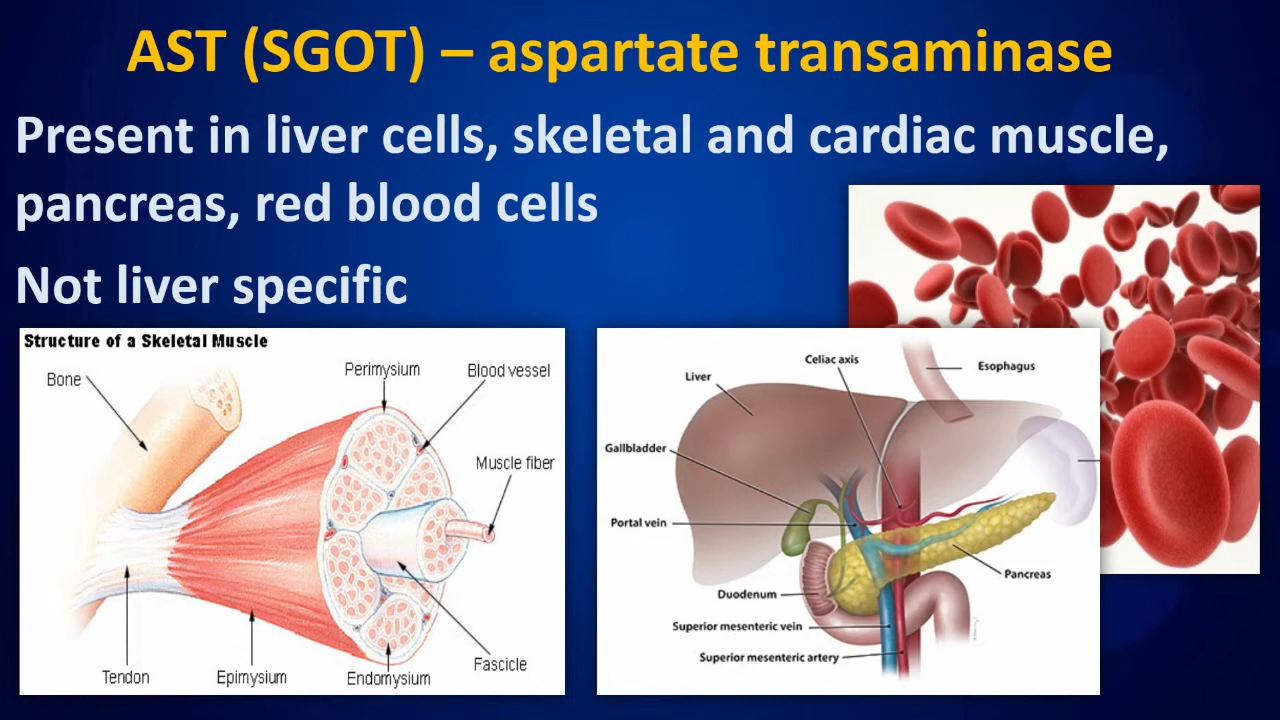 AST (SGOT) – aspartate transaminase
Present in liver cells, skeletal and cardiac muscle,
pancreas, red blood cells
Not liver specific
Structure of a Skeletal Muscle
Bone
Perimysium
Blood vessel
Muscle fiber
Tendon
Epimysium
Endomysium
Fascicle
Celiac axis
Esophagus
Liver
Gallbladder
Portal vein
Pancreas
Duodenum
Superior mesenteric vein
Superior mesenteric artery